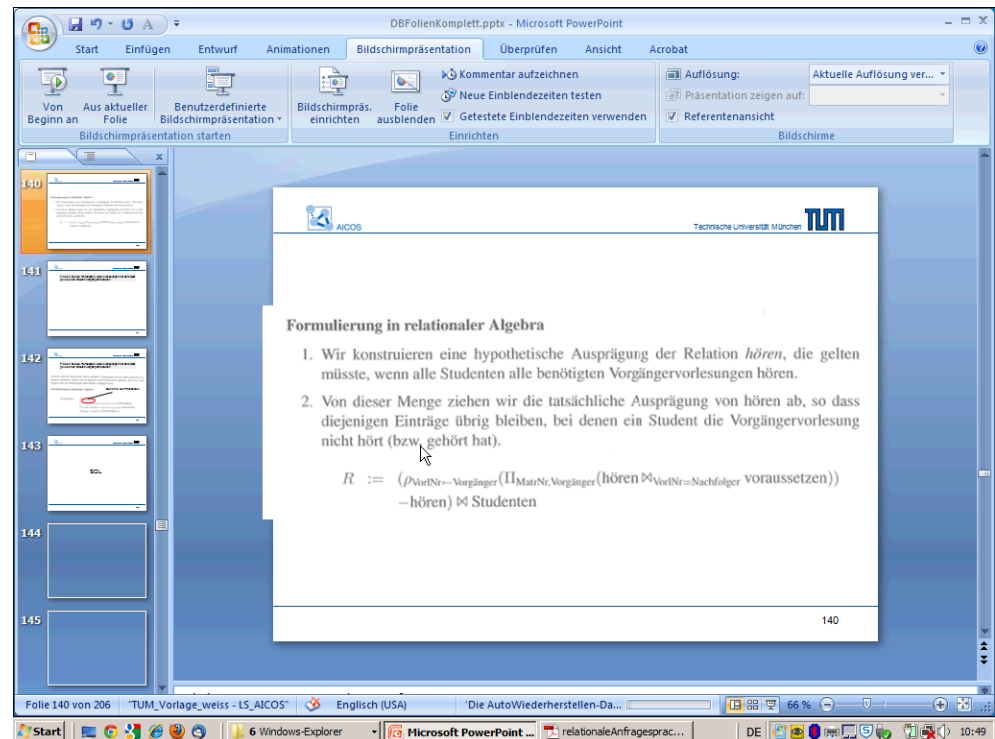 DBFolienKomplett.pptx - Microsoft PowerPoint
Start Einfügen Entwurf Animationen Bildschirmpräsentation Überprüfen Ansicht Acrobat
Von Beginn an
Aus aktueller Folie
Benutzerdefinierte Bildschirmpräsentation
Bildschirmpräsentation starten
Bildschirmpräs. einrichten
Folie ausblenden
Kommentar aufzeichnen
Neue Einblendezeiten testen
Getestete Einblendezeiten verwenden
Einrichten
Auflösung: Aktuelle Auflösung ver...
Präsentation zeigen auf:
Referentenansicht
Bildschirme
140
141
142
143
SQL
144
145
AICOS
Technische Universität München TUM
Formulierung in relationaler Algebra
1. Wir konstruieren eine hypothetische Ausprägung der Relation hören, die gelten
müsste, wenn alle Studenten alle benötigten Vorgängervorlesungen hören.
2. Von dieser Menge ziehen wir die tatsächliche Ausprägung von hören ab, so dass
diejenigen Einträge übrig bleiben, bei denen ein Student die Vorgängervorlesung
nicht hört (bzw. gehört hat).
R := (ρVorlNr←Vorgänger(ΠMatrNr,Vorgänger(hören ⋈VorlNr=Nachfolger voraussetzen))
−hören) ⋈ Studenten
140
Folie 140 von 206 "TUM_Vorlage_weiss - LS_AICOS" Englisch (USA) 'Die AutoWiederherstellen-Da... 66 %
Start 6 Windows-Explorer Microsoft PowerPoint ... relationaleAnfragesprac... DE 10:49